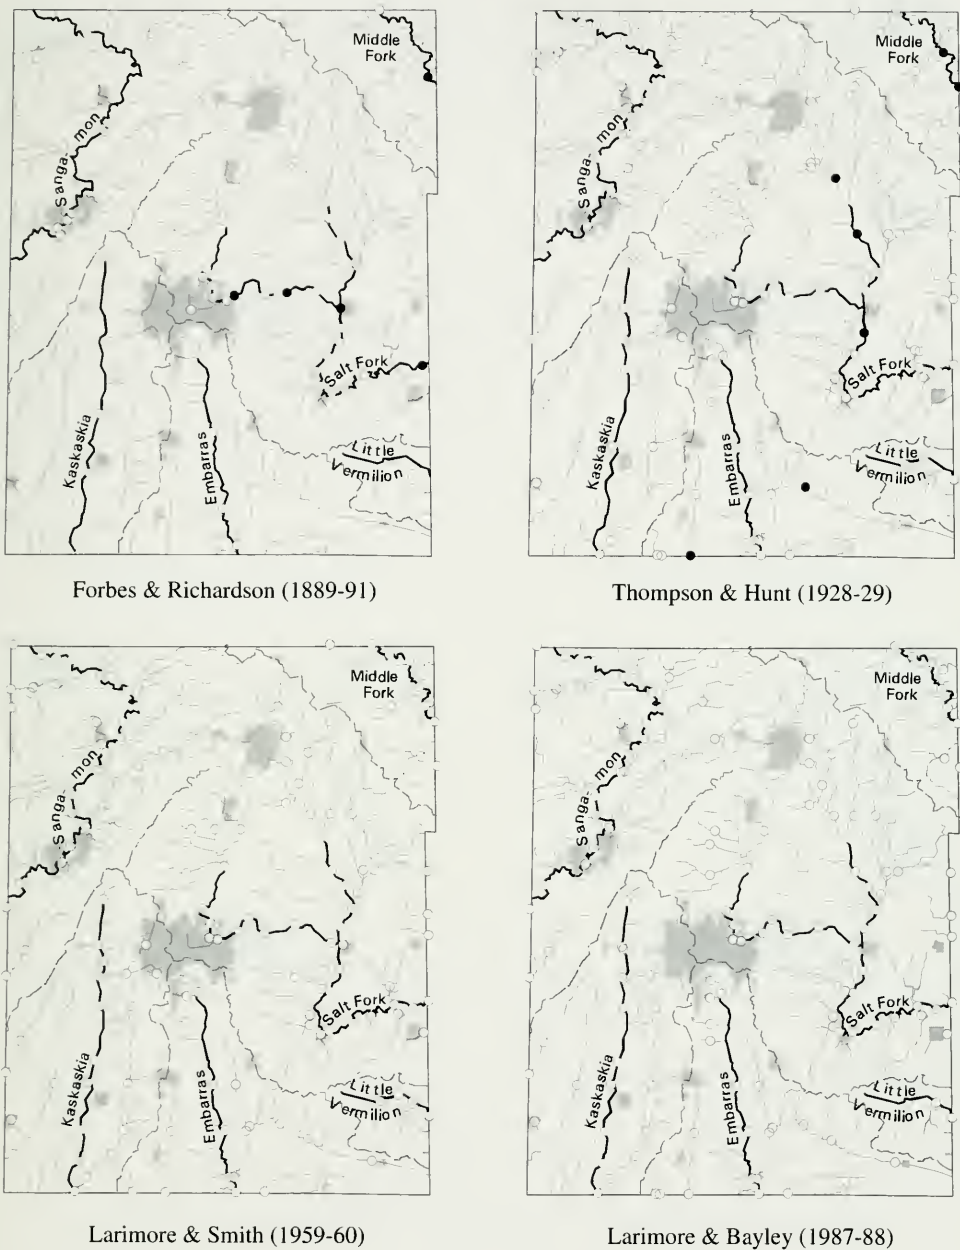 Middle
Fork
Sanga-
mon
Salt Fork
Kaskaskia
Embarras
Little
Vermilion
Forbes & Richardson (1889-91)
Middle
Fork
Sanga-
mon
Salt Fork
Kaskaskia
Embarras
Little
Vermilion
Thompson & Hunt (1928-29)
Middle
Fork
Sanga-
mon
Salt Fork
Kaskaskia
Embarras
Little
Vermilion
Larimore & Smith (1959-60)
Middle
Fork
Sanga-
mon
Salt Fork
Kaskaskia
Embarras
Little
Vermilion
Larimore & Bayley (1987-88)